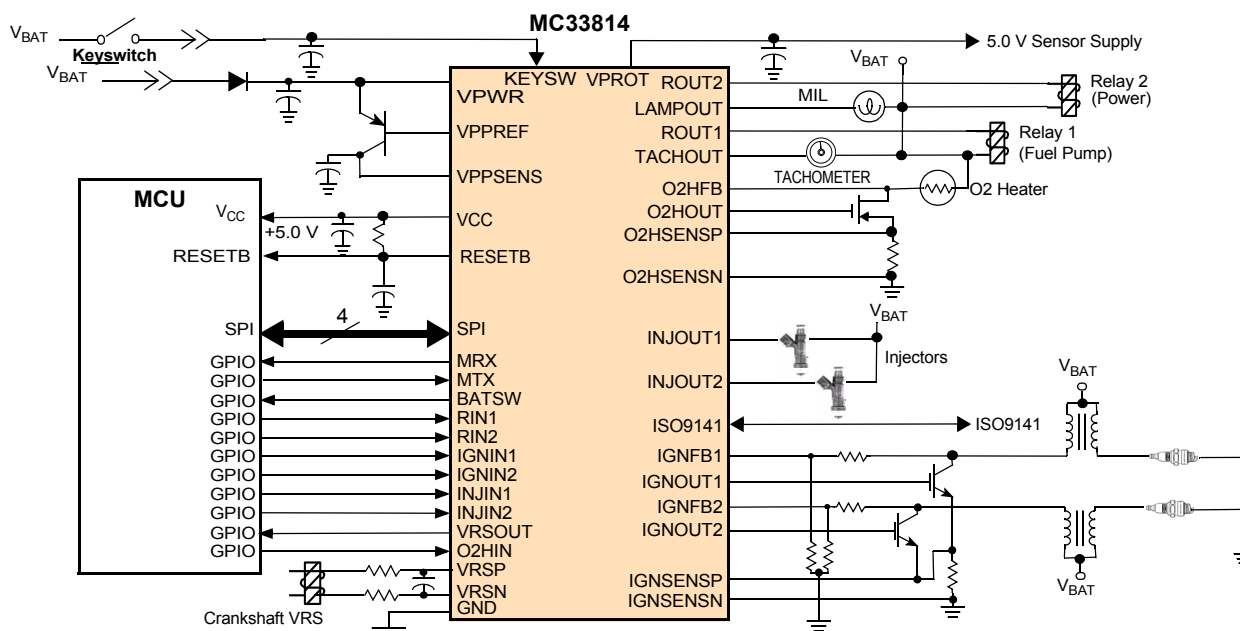 MC33814
VBAT
Keyswitch
VBAT
5.0 V Sensor Supply
VBAT
KEYSW VPROT
VPWR
VPPREF
VPPSENS
VCC
RESETB
SPI
MRX
MTX
BATSW
RIN1
RIN2
IGNIN1
IGNIN2
INJIN1
INJIN2
VRSOUT
O2HIN
VRSP
VRSN
GND
ROUT2
LAMPOUT
ROUT1
TACHOUT
O2HFB
O2HOUT
O2HSENSP
O2HSENSN
INJOUT1
INJOUT2
ISO9141
IGNFB1
IGNOUT1
IGNFB2
IGNOUT2
IGNSENSP
IGNSENSN
MCU
VCC
+5.0 V
RESETB
SPI
4
GPIO
GPIO
GPIO
GPIO
GPIO
GPIO
GPIO
GPIO
GPIO
GPIO
GPIO
Crankshaft VRS
MIL
Relay 2
(Power)
Relay 1
(Fuel Pump)
TACHOMETER
O2 Heater
VBAT
Injectors
ISO9141
VBAT
VBAT